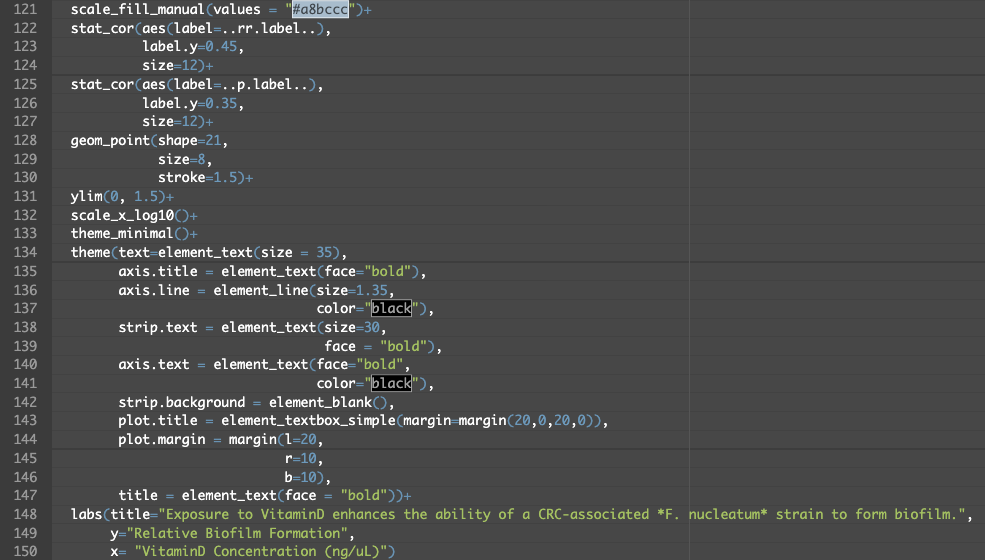 121 scale_fill_manual(values = "#a8bccc")+
122 stat_cor(aes(label=..rr.label..),
123 label.y=0.45,
124 size=12)+
125 stat_cor(aes(label=..p.label..),
126 label.y=0.35,
127 size=12)+
128 geom_point(shape=21,
129 size=8,
130 stroke=1.5)+
131 ylim(0, 1.5)+
132 scale_x_log10()+
133 theme_minimal()+
134 theme(text=element_text(size = 35),
135 axis.title = element_text(face="bold"),
136 axis.line = element_line(size=1.35,
137 color="black"),
138 strip.text = element_text(size=30,
139 face = "bold"),
140 axis.text = element_text(face="bold",
141 color="black"),
142 strip.background = element_blank(),
143 plot.title = element_textbox_simple(margin=margin(20,0,20,0)),
144 plot.margin = margin(l=20,
145 r=10,
146 b=10),
147 title = element_text(face = "bold"))+
148 labs(title="Exposure to VitaminD enhances the ability of a CRC-associated *F. nucleatum* strain to form biofilm.",
149 y="Relative Biofilm Formation",
150 x= "VitaminD Concentration (ng/uL)")